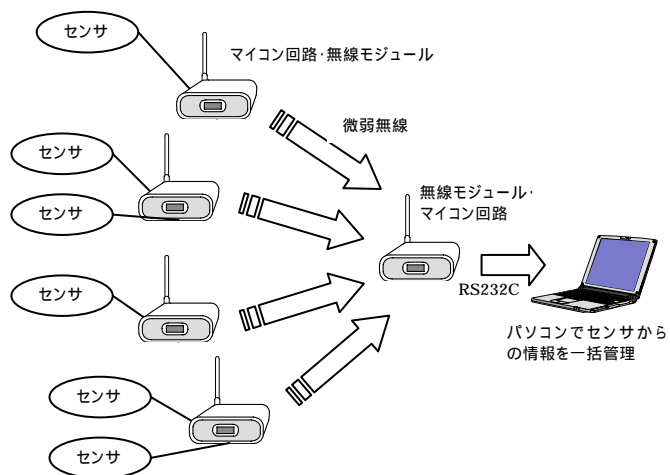 センサ
マイコン回路・無線モジュール
微弱無線
センサ
センサ
無線モジュール・
マイコン回路
RS232C
センサ
パソコンでセンサから
の情報を一括管理
センサ
センサ